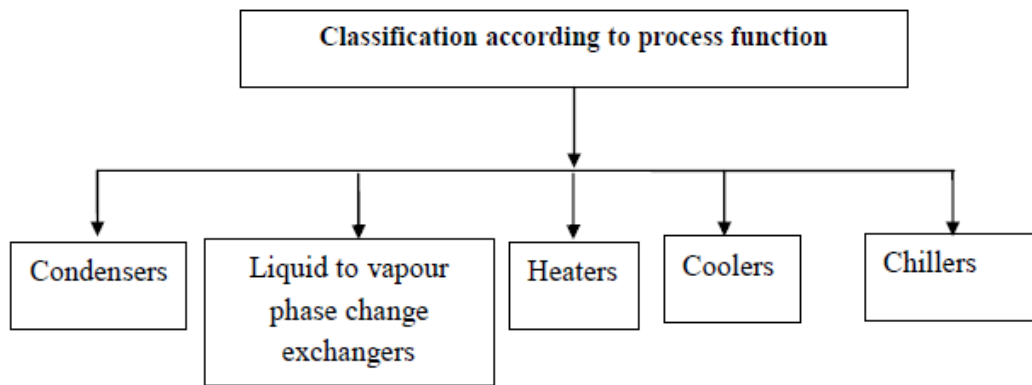 Classification according to process function
Condensers
Liquid to vapour
phase change
exchangers
Heaters
Coolers
Chillers